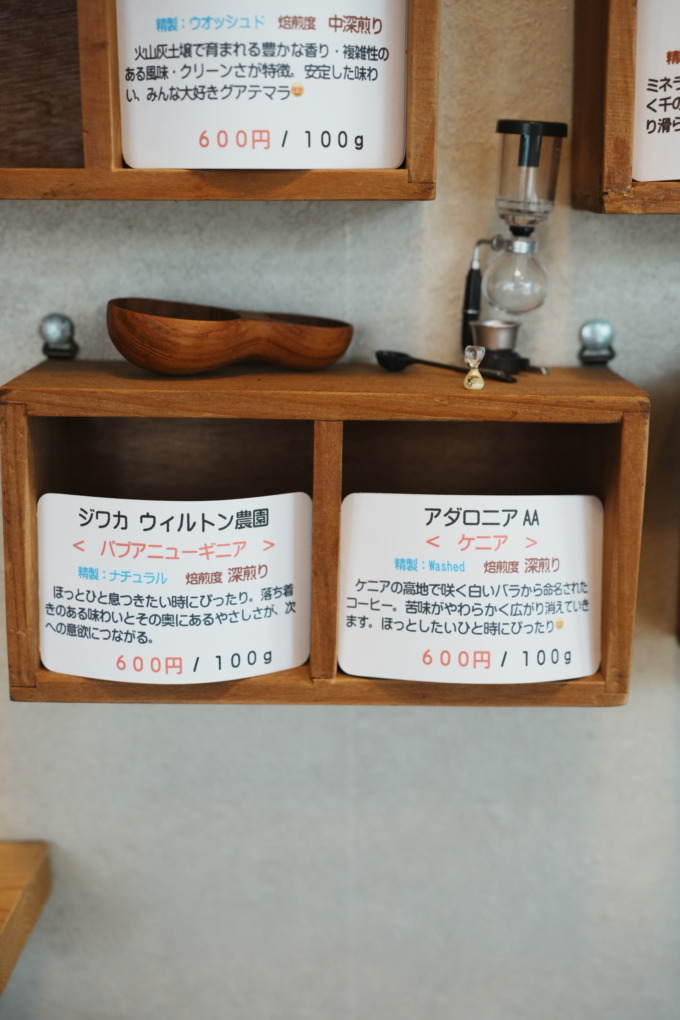 精製：ウオッシュド 焙煎度 中深煎り
火山灰土壌で育まれる豊かな香り・複雑性の
ある風味・クリーンさが特徴。安定した味わ
い、みんな大好きグアテマラ
600円 / 100g
ミネラ
く千の
り滑ら
ジワカ ウィルトン農園
< パプアニューギニア >
精製：ナチュラル 焙煎度 深煎り
ほっとひと息つきたい時にぴったり。落ち着
きのある味わいとその奥にあるやさしさが、次
への意欲につながる。
600円 / 100g
アダロニア AA
< ケニア >
精製：Washed 焙煎度 深煎り
ケニアの高地で咲く白いバラから命名された
コーヒー。苦味がやわらかく広がり消えていき
ます。ほっとしたいひと時にぴったり
600円 / 100g